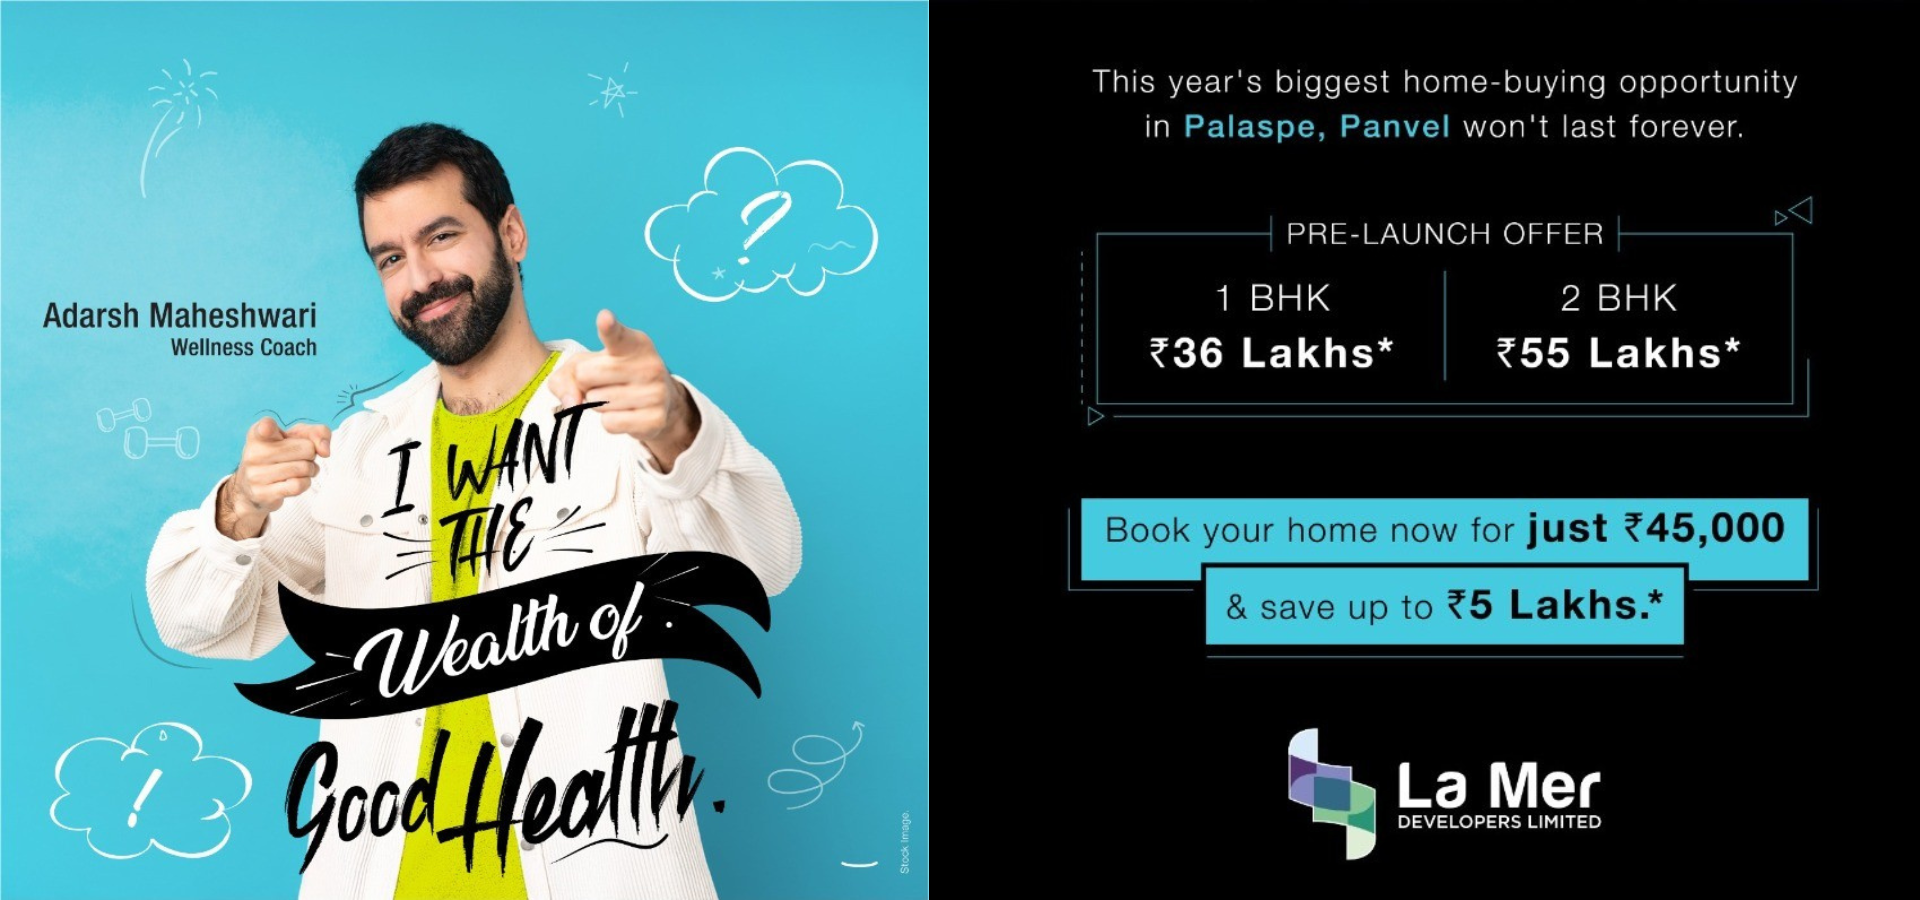 Adarsh Maheshwari
Wellness Coach
?
I WANT
THE
Wealth of
Good Health.
!
Stock Image.
This year's biggest home-buying opportunity
in Palaspe, Panvel won't last forever.
PRE-LAUNCH OFFER
1 BHK
₹36 Lakhs*
2 BHK
₹55 Lakhs*
Book your home now for just ₹45,000
& save up to ₹5 Lakhs.*
La Mer
DEVELOPERS LIMITED